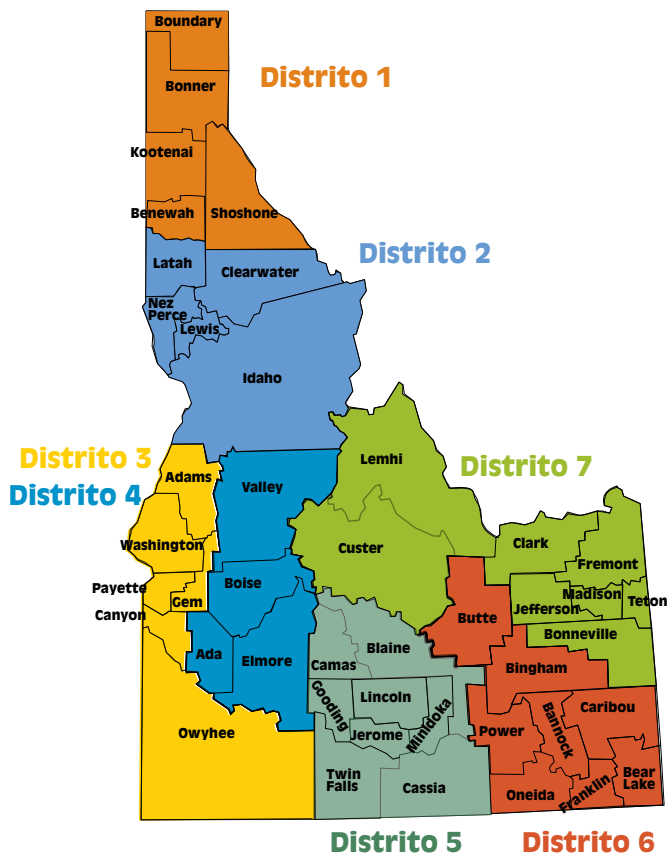 Boundary
Distrito 1
Bonner
Kootenai
Benewah
Shoshone
Distrito 2
Latah
Clearwater
Nez
Perce
Lewis
Idaho
Distrito 3
Lemhi
Distrito 7
Adams
Distrito 4
Valley
Washington
Custer
Clark
Fremont
Payette
Boise
Madison
Gem
Jefferson
Teton
Canyon
Butte
Bonneville
Ada
Elmore
Blaine
Camas
Bingham
Gooding
Lincoln
Minidoka
Caribou
Owyhee
Jerome
Power
Bannock
Twin
Falls
Cassia
Oneida
Franklin
Bear
Lake
Distrito 5
Distrito 6